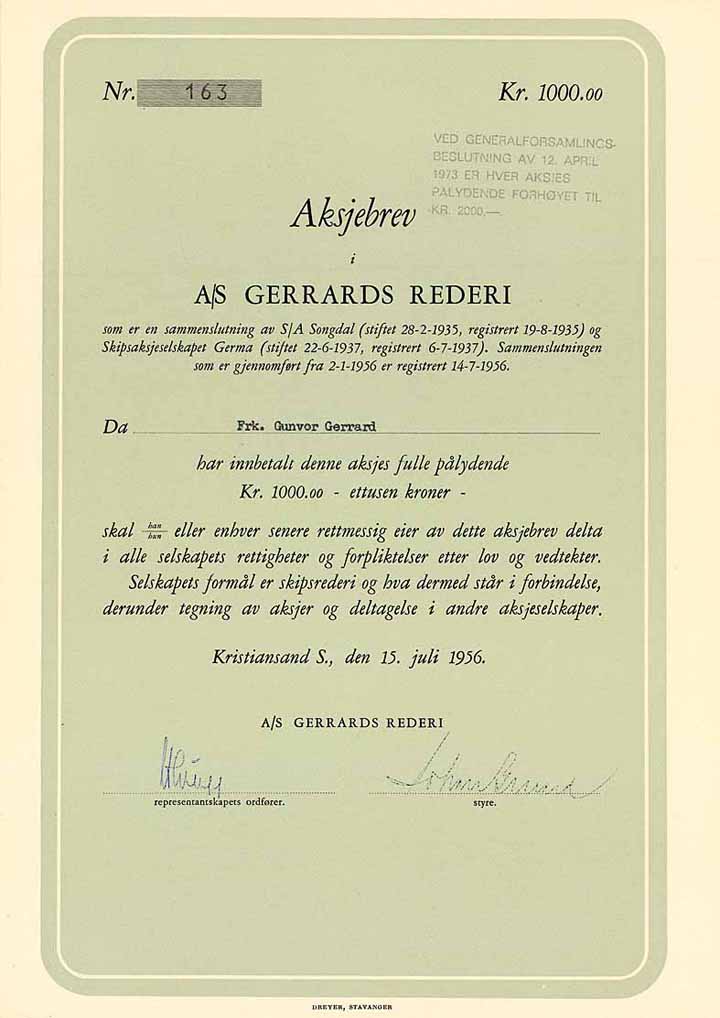 Nr. 163
Kr. 1000.00
VED GENERALFORSAMLINGS-
BESLUTNING AV 12. APRIL
1973 ER HVER AKSJES
PÅLYDENDE FORHØYET TIL
KR. 2000,—
Aksjebrev
i
A/S GERRARDS REDERI
som er en sammenslutning av S/A Songdal (stiftet 28-2-1935, registrert 19-8-1935) og
Skipsaksjeselskapet Germa (stiftet 22-6-1937, registrert 6-7-1937). Sammenslutningen
som er gjennomført fra 2-1-1956 er registrert 14-7-1956.
Da Frk. Gunvor Gerrard
har innbetalt denne aksjes fulle pålydende
Kr. 1000.00 - ettusen kroner -
skal han/hun eller enhver senere rettmessig eier av dette aksjebrev delta
i alle selskapets rettigheter og forpliktelser etter lov og vedtekter.
Selskapets formål er skipsrederi og hva dermed står i forbindelse,
derunder tegning av aksjer og deltagelse i andre aksjeselskaper.
Kristiansand S., den 15. juli 1956.
A/S GERRARDS REDERI
representantskapets ordfører.
styre.
DREYER, STAVANGER